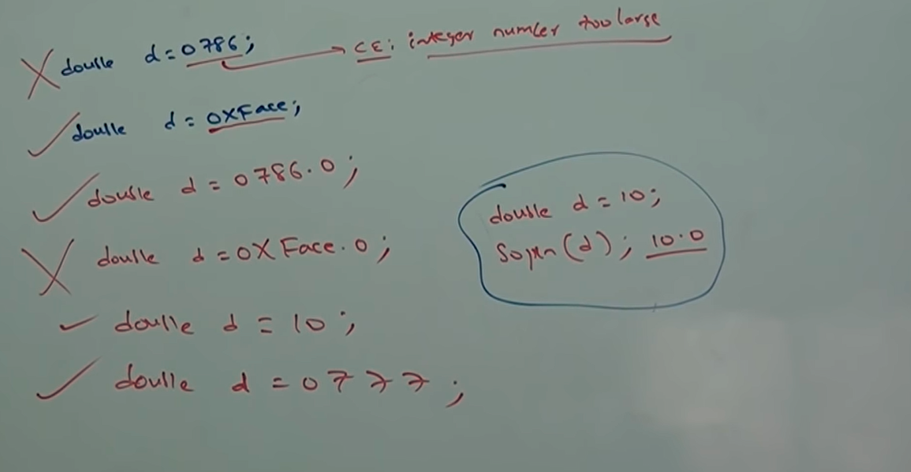 double d=0786; CE: integer number too large
double d=0XFace;
double d=0786.0;
double d=0XFace.0;
double d=10;
double d=0777;
double d=10;
Sopln(d); 10.0